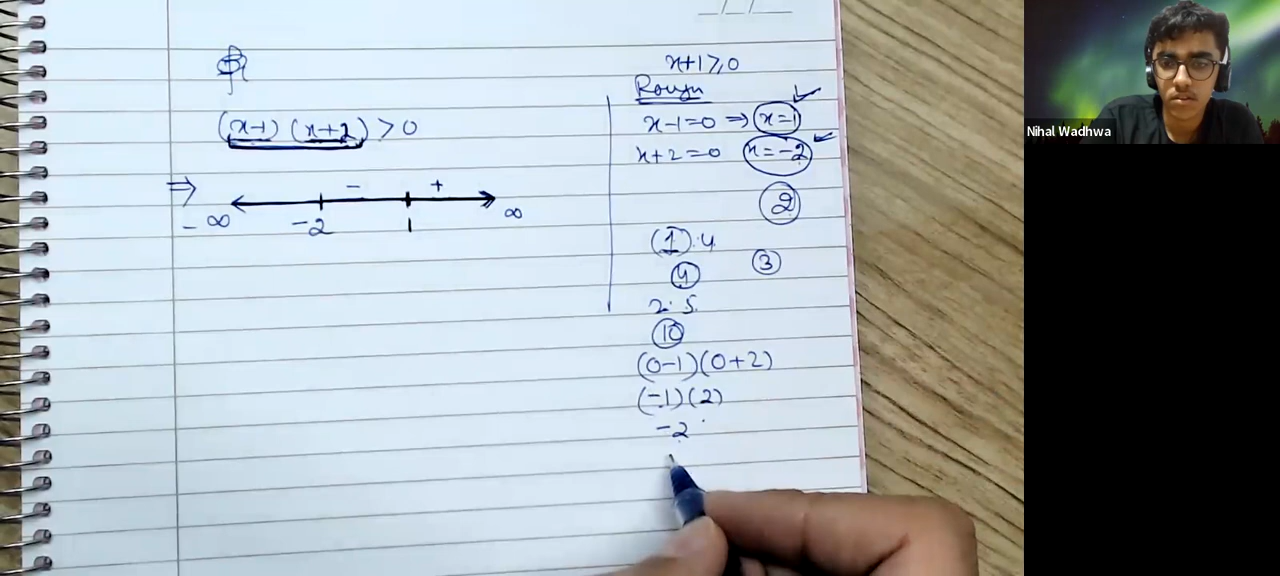 (x-1) (x+2) > 0
⇒
- +
- ∞ -2 1 ∞
x+1 ≥ 0
Rough
x-1=0 ⇒ x=1
x+2=0 x=-2
2
(1).4
4 3
2.5
10
(0-1)(0+2)
(-1)(2)
-2
Nihal Wadhwa